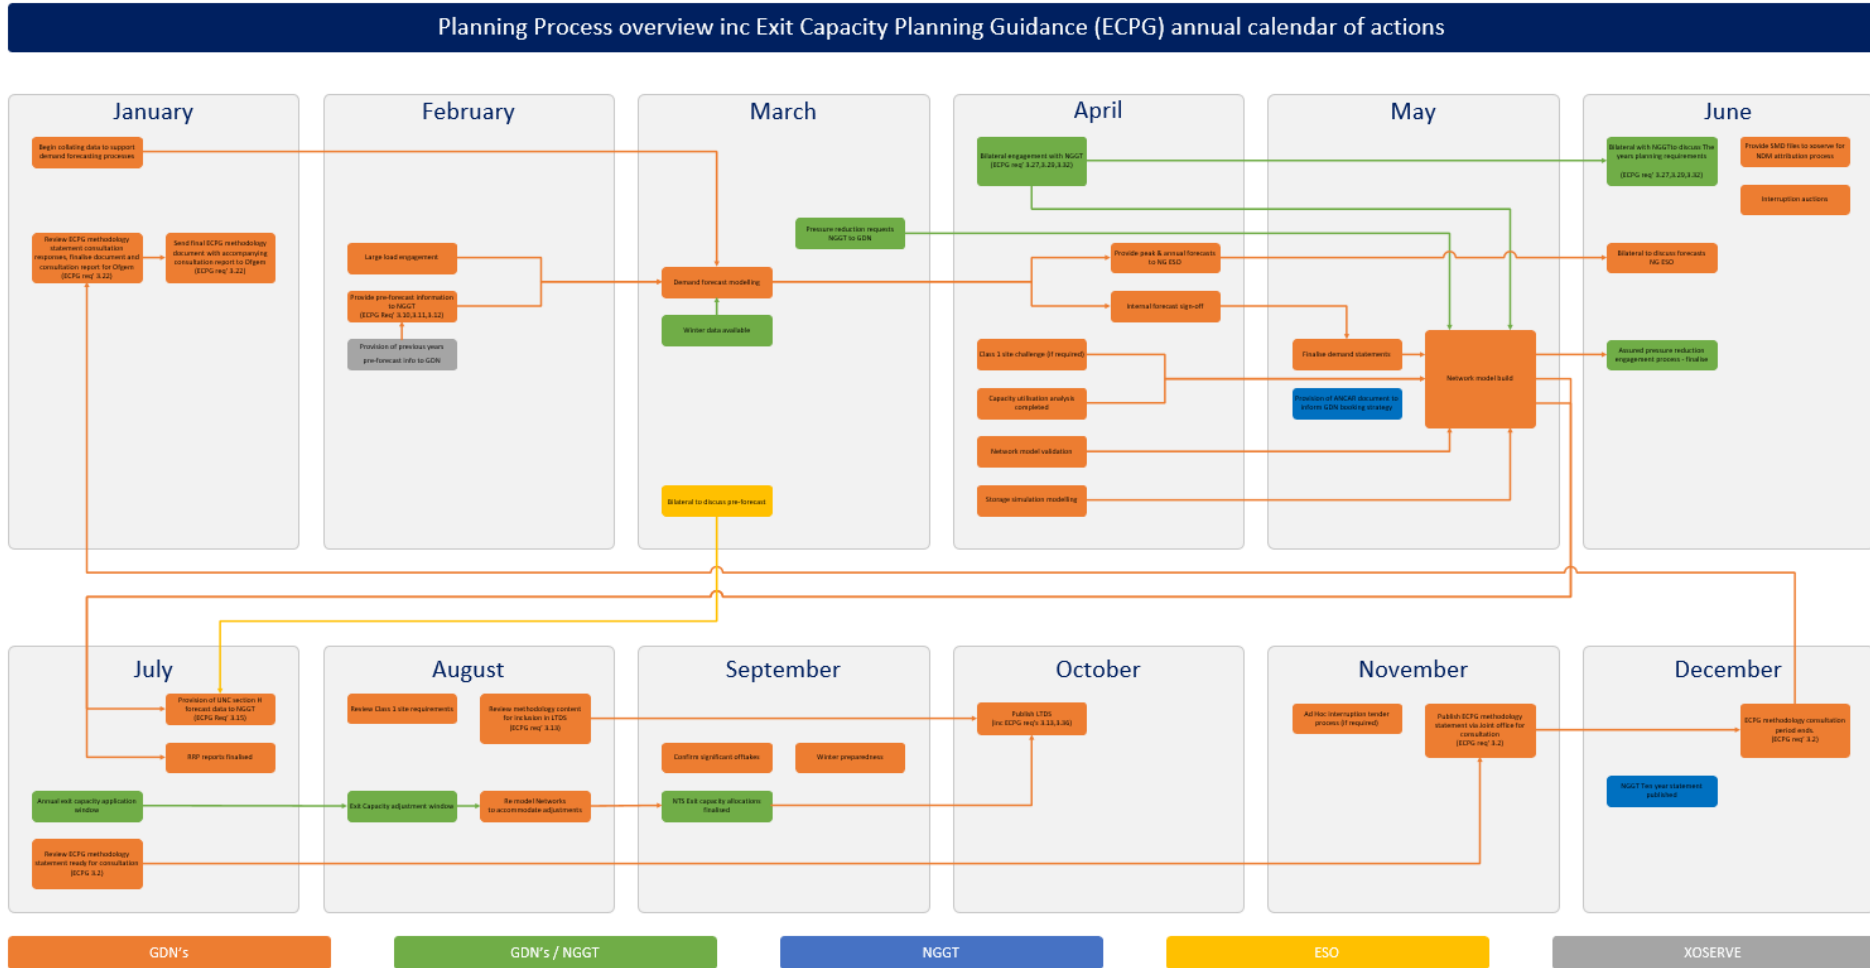 Planning Process overview inc Exit Capacity Planning Guidance (ECPG) annual calendar of actions
January
Begin collating data to support
demand forecasting processes
Review ECPG methodology
statement consultation
responses, finalise document and
consultation report for Ofgem
(ECPG req' 3.22)
Send final ECPG methodology
document with accompanying
consultation report to Ofgem
(ECPG req' 3.22)
February
Large load engagement
Provide pre-forecast information
to NGGT
(ECPG Req' 3.10,3.11,3.12)
Provision of previous years
pre-forecast info to GDN
March
Pressure reduction requests
NGGT to GDN
Demand forecast modelling
Winter data available
Bilateral to discuss pre-forecast
April
Bilateral engagement with NGGT
(ECPG req' 3.27,3.29,3.32)
Provide peak & annual forecasts
to NG ESO
Internal forecast sign-off
Class 1 site challenge (if required)
Capacity utilisation analysis
completed
Network model validation
Storage simulation modelling
May
Finalise demand statements
Provision of ANCAR document to
inform GDN booking strategy
Network model build
June
Bilateral with NGGT to discuss The
years planning requirements
(ECPG req' 3.27,3.29,3.32)
Provide SMD files to xoserve for
NDM attribution process
Interruption auctions
Bilateral to discuss forecasts
NG ESO
Assured pressure reduction
engagement process - finalise
July
Provision of UNC section H
forecast data to NGGT
(ECPG Req' 3.15)
RRP reports finalised
Annual exit capacity application
window
Review ECPG methodology
statement ready for consultation
(ECPG 3.2)
August
Review Class 1 site requirements
Review methodology content
for inclusion in LTDS
(ECPG req' 3.13)
Exit Capacity adjustment window
Re model Networks
to accommodate adjustments
September
Confirm significant offtakes
Winter preparedness
NTS Exit capacity allocations
finalised
October
Publish LTDS
(inc ECPG req's 3.13,3.36)
November
Ad Hoc interruption tender
process (if required)
Publish ECPG methodology
statement via Joint office for
consultation
(ECPG req' 3.2)
December
ECPG methodology consultation
period ends.
(ECPG req' 3.2)
NGGT Ten year statement
published
GDN's
GDN's / NGGT
NGGT
ESO
XOSERVE